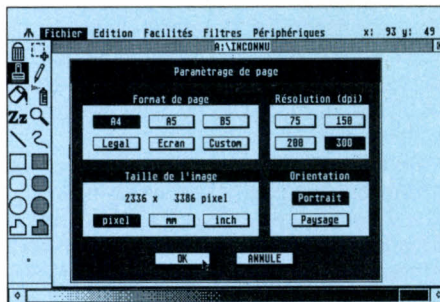 Fichier Edition Facilités Filtres Périphériques x: 93 y: 49
A:\INCONNU
Zz
Paramètrage de page
Format de page
A4 A5 B5
Legal Ecran Custom
Résolution (dpi)
75 150
200 300
Taille de l'image
2336 x 3386 pixel
pixel mm inch
Orientation
Portrait
Paysage
OK ANNULE